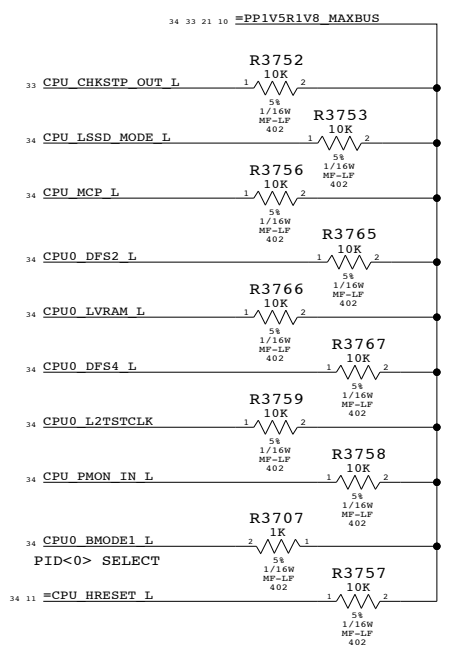 34 33 21 10 =PP1V5R1V8_MAXBUS
R3752
33 CPU_CHKSTP_OUT_L 1 10K 2
5%
1/16W
MF-LF
402
R3753
34 CPU_LSSD_MODE_L 1 10K 2
5%
1/16W
MF-LF
402
R3756
34 CPU_MCP_L 1 10K 2
5%
1/16W
MF-LF
402
R3765
34 CPU0_DFS2_L 1 10K 2
5%
1/16W
MF-LF
402
R3766
34 CPU0_LVRAM_L 1 10K 2
5%
1/16W
MF-LF
402
R3767
34 CPU0_DFS4_L 1 10K 2
5%
1/16W
MF-LF
402
R3759
34 CPU0_L2TSTCLK 1 10K 2
5%
1/16W
MF-LF
402
R3758
34 CPU_PMON_IN_L 1 10K 2
5%
1/16W
MF-LF
402
R3707
34 CPU0_BMODE1_L 2 1K 1
PID<0> SELECT
5%
1/16W
MF-LF
402
R3757
34 11 =CPU_HRESET_L 1 10K 2
5%
1/16W
MF-LF
402